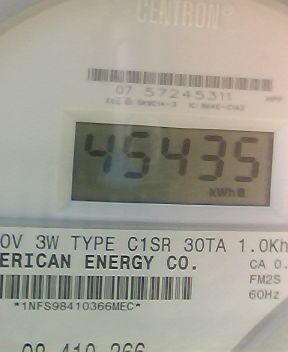 CENTRON®
07 57245311
45435
kWh
0V 3W TYPE C1SR 30TA 1.0Kh
ERICAN ENERGY CO.
CA 0.
FM2S
60Hz
*1NFS98410366MEC*
98 410 366